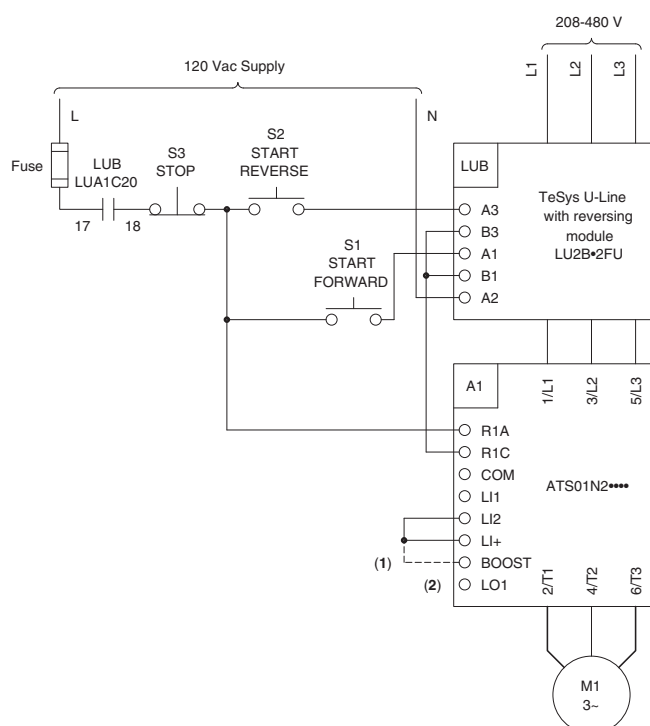 208-480 V
L1
L2
L3
120 Vac Supply
L
N
Fuse
LUB
LUA1C20
17
18
S3
STOP
S2
START
REVERSE
S1
START
FORWARD
LUB
TeSys U-Line
with reversing
module
LU2B•2FU
A3
B3
A1
B1
A2
A1
1/L1
3/L2
5/L3
R1A
R1C
COM
LI1
LI2
LI+
BOOST
LO1
ATS01N2••••
(1)
(2)
2/T1
4/T2
6/T3
M1
3~